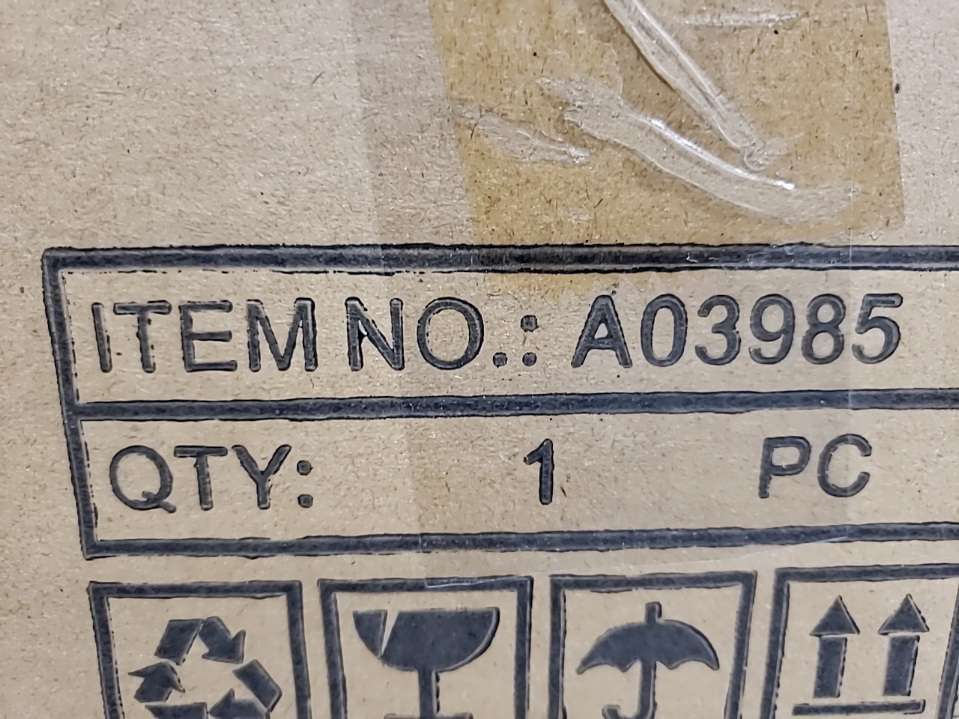 ITEM NO.: A03985
QTY: 1 PC